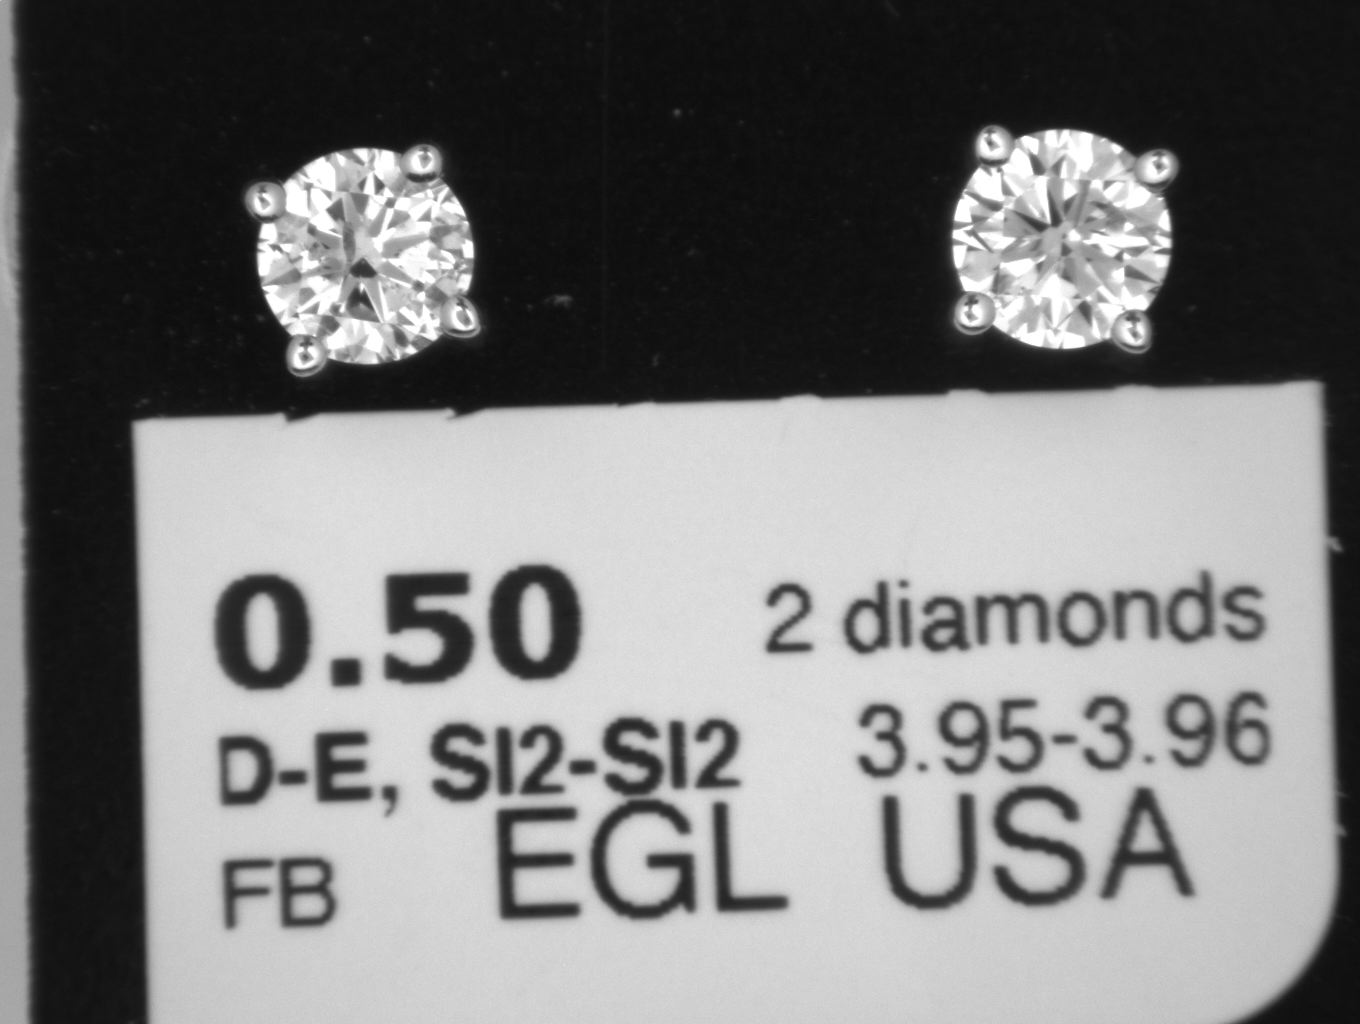 0.50 2 diamonds
D-E, SI2-SI2 3.95-3.96
FB EGL USA